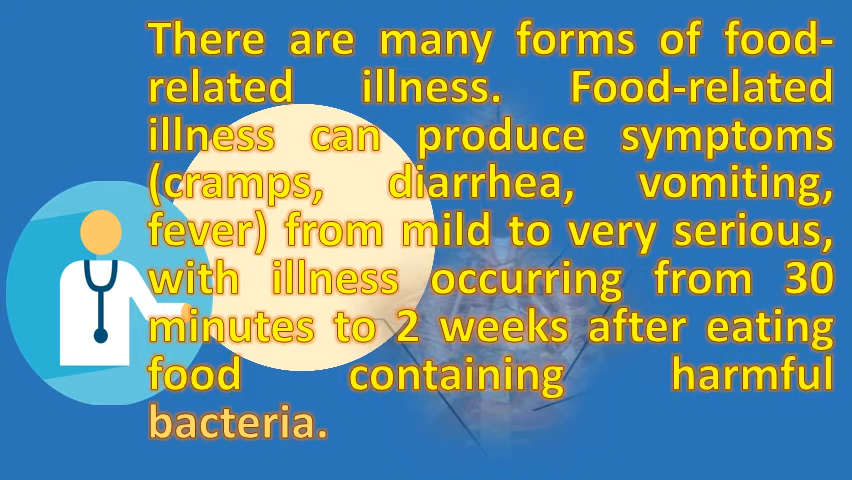 There are many forms of food-
related illness. Food-related
illness can produce symptoms
(cramps, diarrhea, vomiting,
fever) from mild to very serious,
with illness occurring from 30
minutes to 2 weeks after eating
food containing harmful
bacteria.